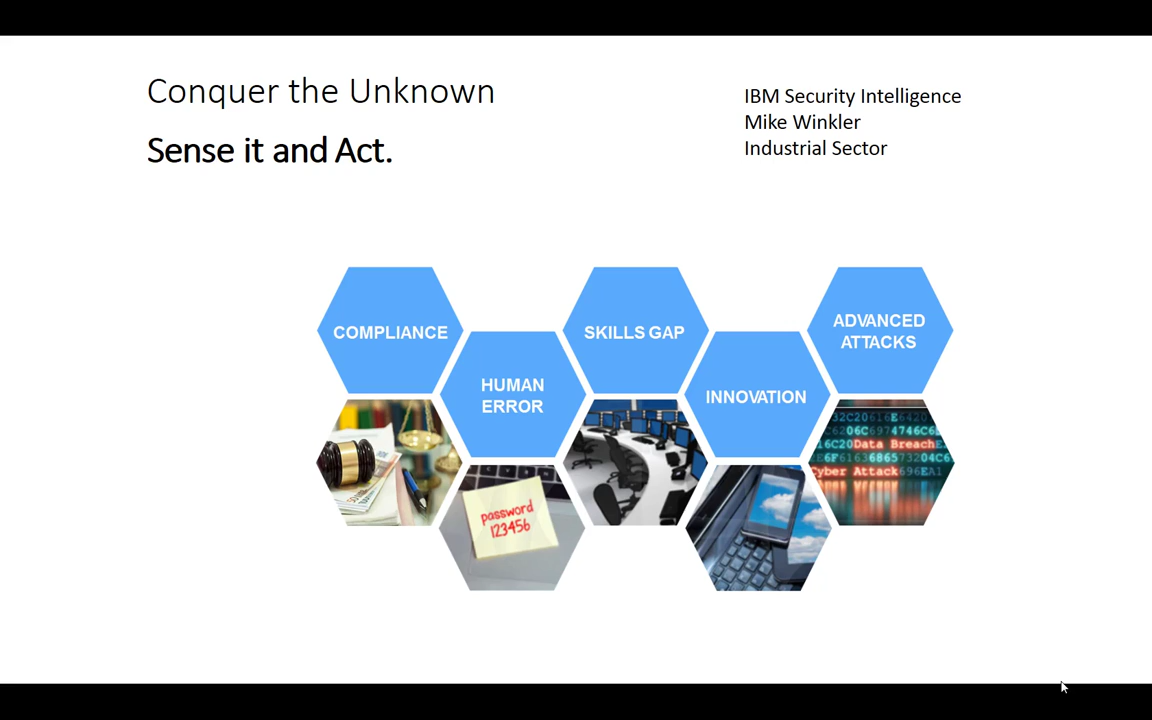 Conquer the Unknown
Sense it and Act.
IBM Security Intelligence
Mike Winkler
Industrial Sector
COMPLIANCE
HUMAN
ERROR
SKILLS GAP
INNOVATION
ADVANCED
ATTACKS
password
123456
Data Breach
Cyber Attack